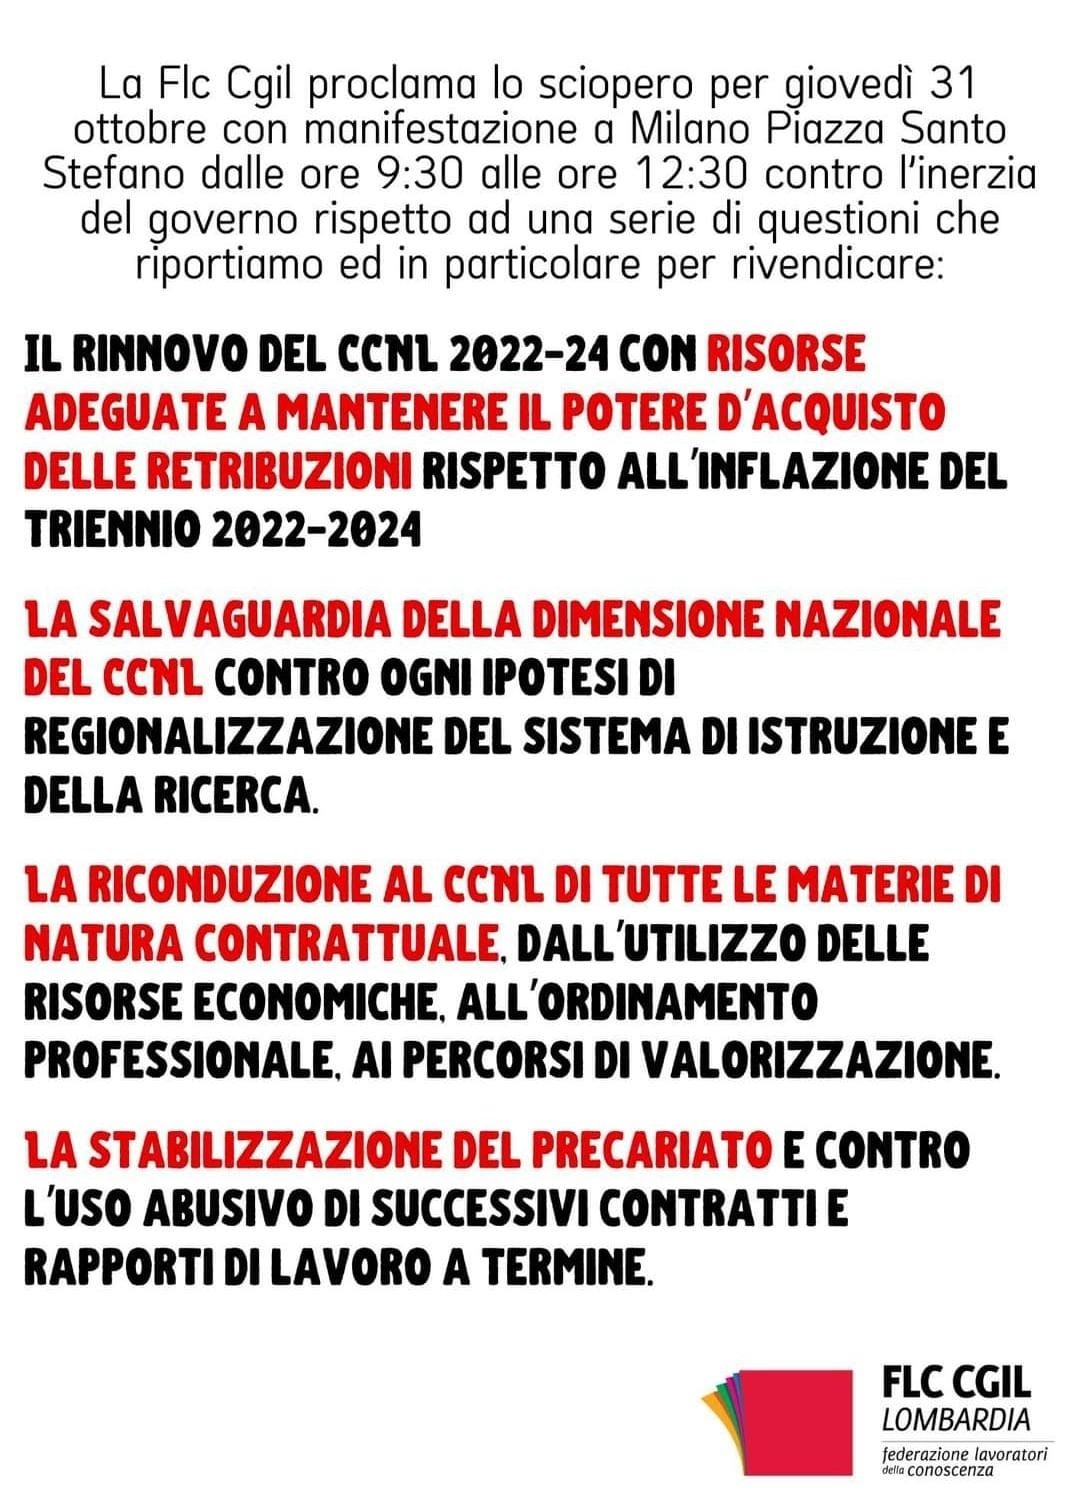 La Flc Cgil proclama lo sciopero per giovedì 31
ottobre con manifestazione a Milano Piazza Santo
Stefano dalle ore 9:30 alle ore 12:30 contro l'inerzia
del governo rispetto ad una serie di questioni che
riportiamo ed in particolare per rivendicare:
IL RINNOVO DEL CCNL 2022-24 CON RISORSE
ADEGUATE A MANTENERE IL POTERE D'ACQUISTO
DELLE RETRIBUZIONI RISPETTO ALL'INFLAZIONE DEL
TRIENNIO 2022-2024
LA SALVAGUARDIA DELLA DIMENSIONE NAZIONALE
DEL CCNL CONTRO OGNI IPOTESI DI
REGIONALIZZAZIONE DEL SISTEMA DI ISTRUZIONE E
DELLA RICERCA.
LA RICONDUZIONE AL CCNL DI TUTTE LE MATERIE DI
NATURA CONTRATTUALE, DALL'UTILIZZO DELLE
RISORSE ECONOMICHE, ALL'ORDINAMENTO
PROFESSIONALE, AI PERCORSI DI VALORIZZAZIONE.
LA STABILIZZAZIONE DEL PRECARIATO E CONTRO
L'USO ABUSIVO DI SUCCESSIVI CONTRATTI E
RAPPORTI DI LAVORO A TERMINE.
FLC CGIL
LOMBARDIA
federazione lavoratori
della conoscenza